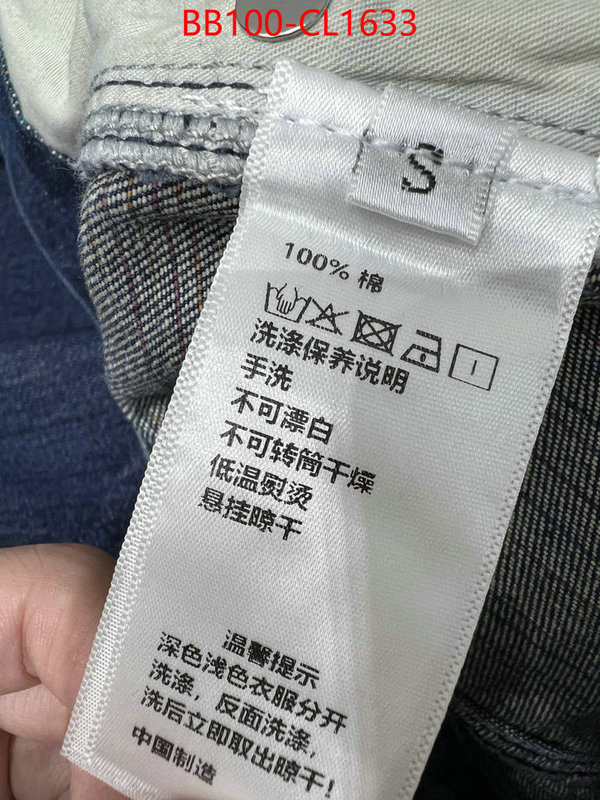 BB100-CL1633
S
100% 棉
洗涤保养说明
手洗
不可漂白
不可转筒干燥
低温熨烫
悬挂晾干
温馨提示
深色浅色衣服分开
洗涤，反面洗涤，
洗后立即取出晾干!
中国制造